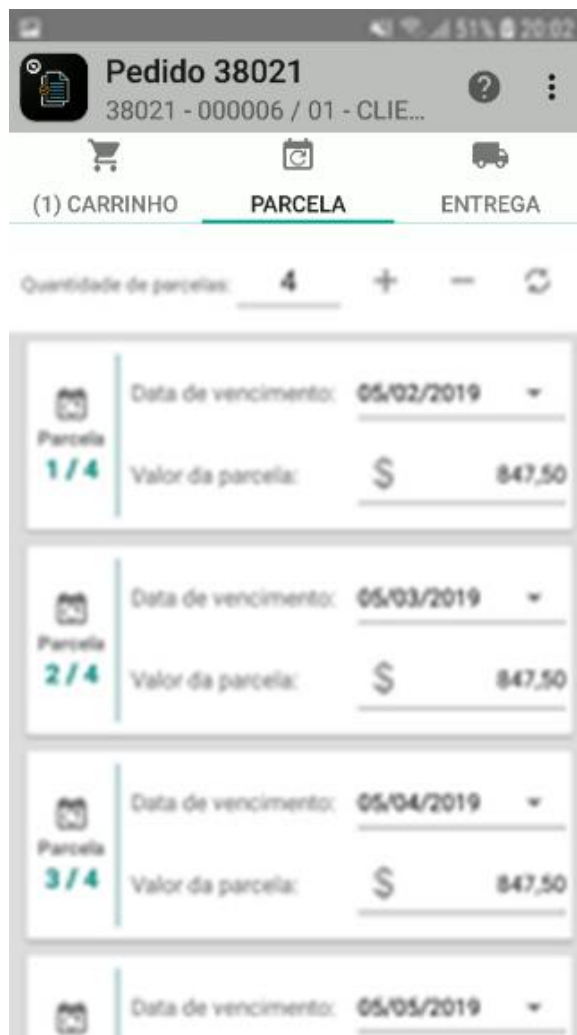 51% 20:02
Pedido 38021
38021 - 000006 / 01 - CLIE...
(1) CARRINHO PARCELA ENTREGA
Quantidade de parcelas: 4
Data de vencimento: 05/02/2019
Parcela
1 / 4
Valor da parcela: $ 847,50
Data de vencimento: 05/03/2019
Parcela
2 / 4
Valor da parcela: $ 847,50
Data de vencimento: 05/04/2019
Parcela
3 / 4
Valor da parcela: $ 847,50
Data de vencimento: 05/05/2019